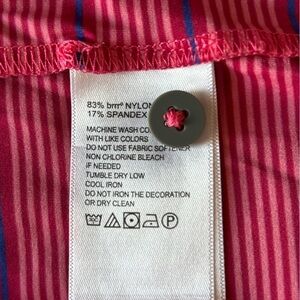 83% brrr° NYLON
17% SPANDEX
MACHINE WASH CO
WITH LIKE COLORS
DO NOT USE FABRIC SOFTENER
NON CHLORINE BLEACH
IF NEEDED
TUMBLE DRY LOW
COOL IRON
DO NOT IRON DECORATION
OR DRY CLEAN
P